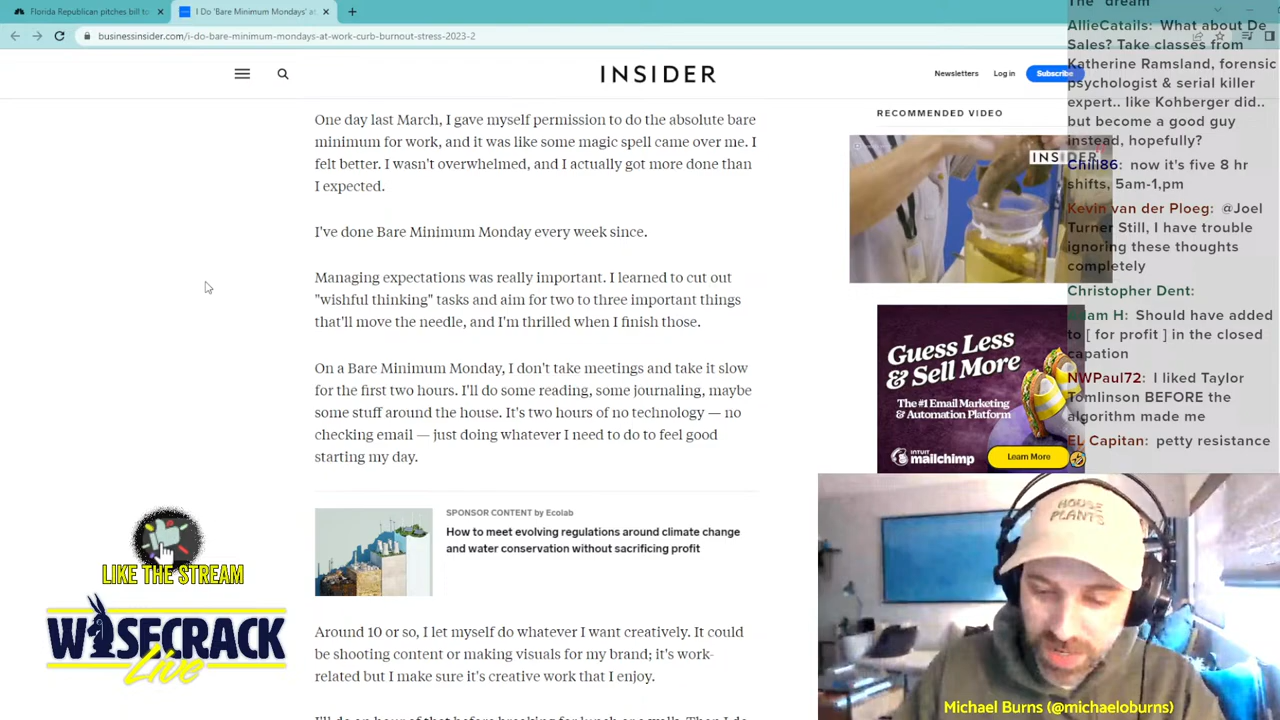 Florida Republican pitches bill to
I Do 'Bare Minimum Mondays' at
businessinsider.com/i-do-bare-minimum-mondays-at-work-curb-burnout-stress-2023-2
INSIDER
Newsletters
Log in
Subscribe
One day last March, I gave myself permission to do the absolute bare
minimum for work, and it was like some magic spell came over me. I
felt better. I wasn't overwhelmed, and I actually got more done than
I expected.
I've done Bare Minimum Monday every week since.
Managing expectations was really important. I learned to cut out
"wishful thinking" tasks and aim for two to three important things
that'll move the needle, and I'm thrilled when I finish those.
On a Bare Minimum Monday, I don't take meetings and take it slow
for the first two hours. I'll do some reading, some journaling, maybe
some stuff around the house. It's two hours of no technology — no
checking email — just doing whatever I need to do to feel good
starting my day.
SPONSOR CONTENT by Ecolab
How to meet evolving regulations around climate change
and water conservation without sacrificing profit
Around 10 or so, I let myself do whatever I want creatively. It could
be shooting content or making visuals for my brand; it's work-
related but I make sure it's creative work that I enjoy.
RECOMMENDED VIDEO
INSIDER
Guess Less
& Sell More
The #1 Email Marketing
& Automation Platform
INTUIT
mailchimp
Learn More
The "dream"
AllieCatails: What about De
Sales? Take classes from
Katherine Ramsland, forensic
psychologist & serial killer
expert.. like Kohberger did..
but become a good guy
instead, hopefully?
Chill86: now it's five 8 hr
shifts, 5am-1,pm
Kevin van der Ploeg: @Joel
Turner Still, I have trouble
ignoring these thoughts
completely
Christopher Dent:
Adam H: Should have added
to [ for profit ] in the closed
capation
NWPaul72: I liked Taylor
Tomlinson BEFORE the
algorithm made me
EL Capitan: petty resistance
LIKE THE STREAM
WISECRACK
Live
HOUSE
PLANTS
Michael Burns (@michaeloburns)